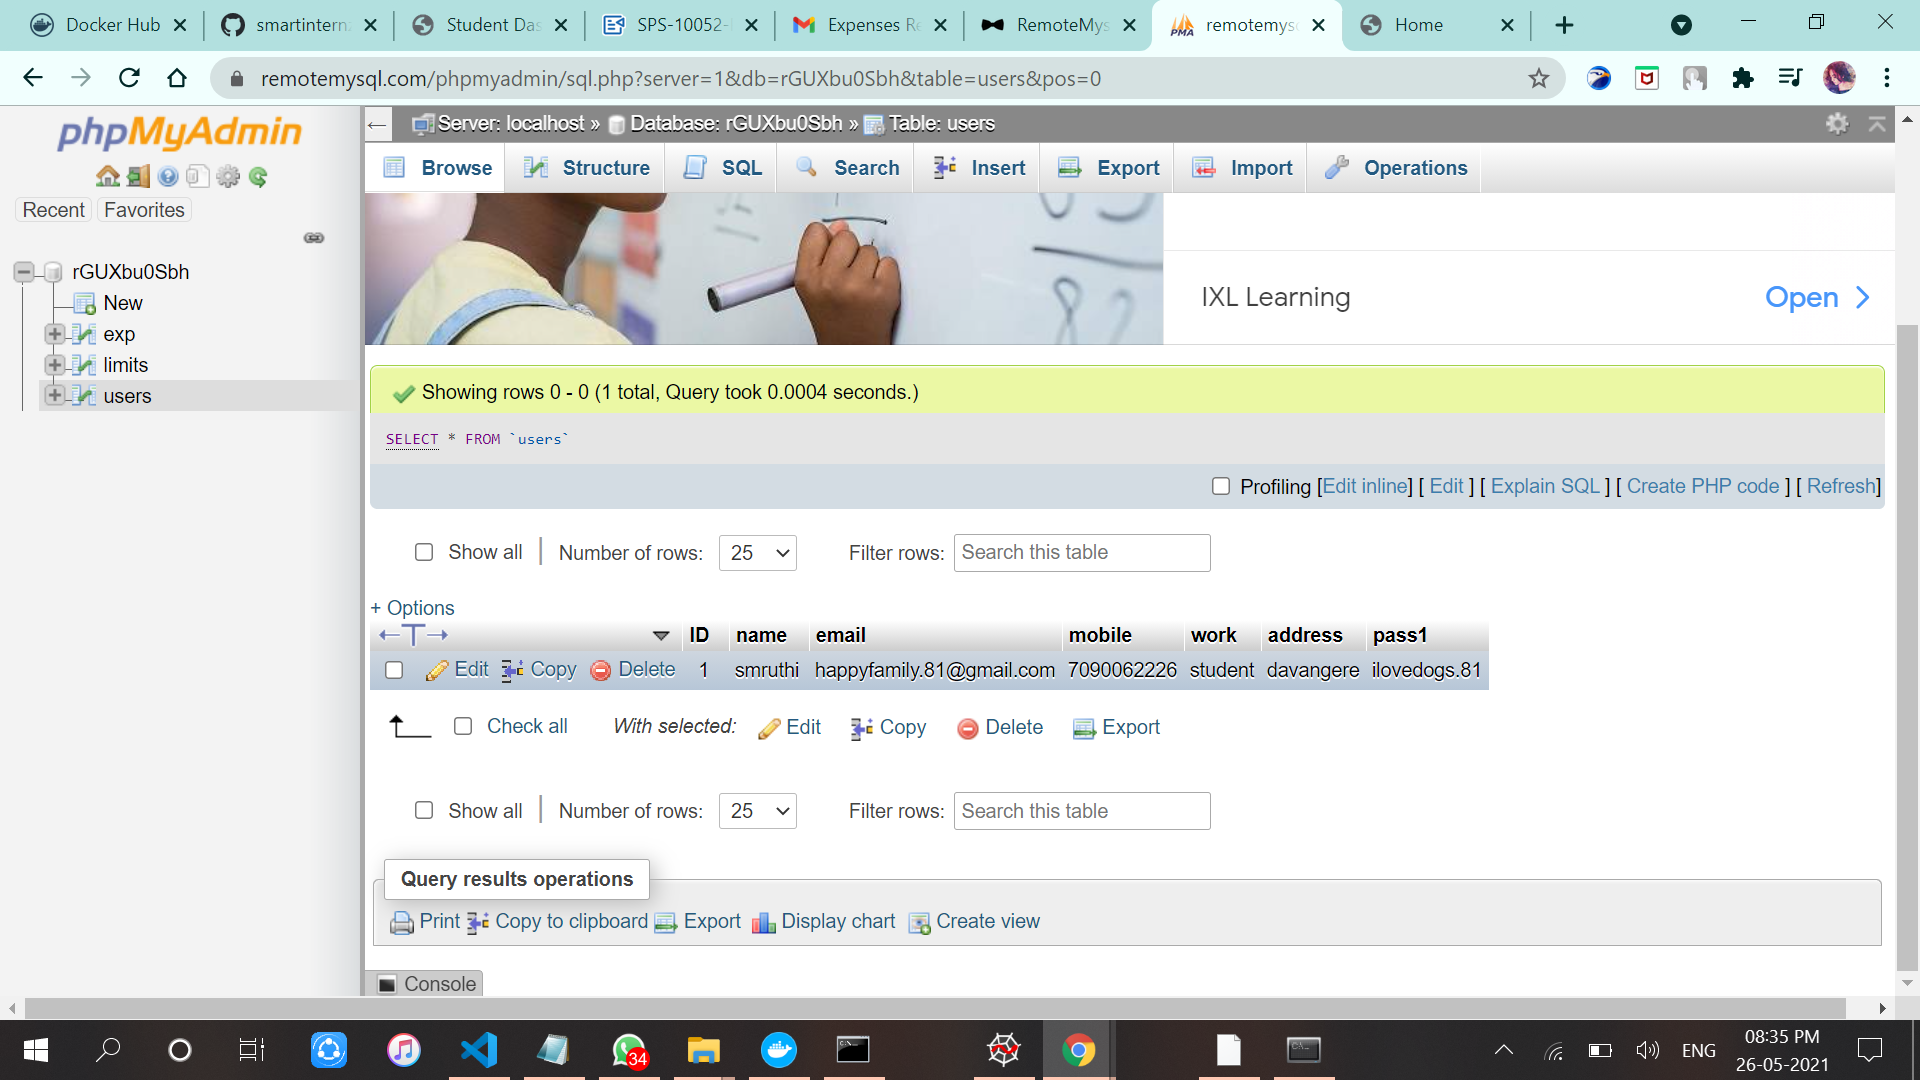 Docker Hub
smartintern
Student Das
SPS-10052-
Expenses Re
RemoteMys
remotemys
Home
remotemysql.com/phpmyadmin/sql.php?server=1&db=rGUXbu0Sbh&table=users&pos=0
phpMyAdmin
Recent Favorites
rGUXbu0Sbh
New
exp
limits
users
Server: localhost » Database: rGUXbu0Sbh » Table: users
Browse Structure SQL Search Insert Export Import Operations
IXL Learning
Open
Showing rows 0 - 0 (1 total, Query took 0.0004 seconds.)
SELECT * FROM `users`
Profiling [Edit inline] [ Edit ] [ Explain SQL ] [ Create PHP code ] [ Refresh]
Show all Number of rows: 25 Filter rows: Search this table
+ Options
←T→ ID name email mobile work address pass1
Edit Copy Delete 1 smruthi happyfamily.81@gmail.com 7090062226 student davangere ilovedogs.81
Check all With selected: Edit Copy Delete Export
Show all Number of rows: 25 Filter rows: Search this table
Query results operations
Print Copy to clipboard Export Display chart Create view
Console
34
ENG
08:35 PM
26-05-2021